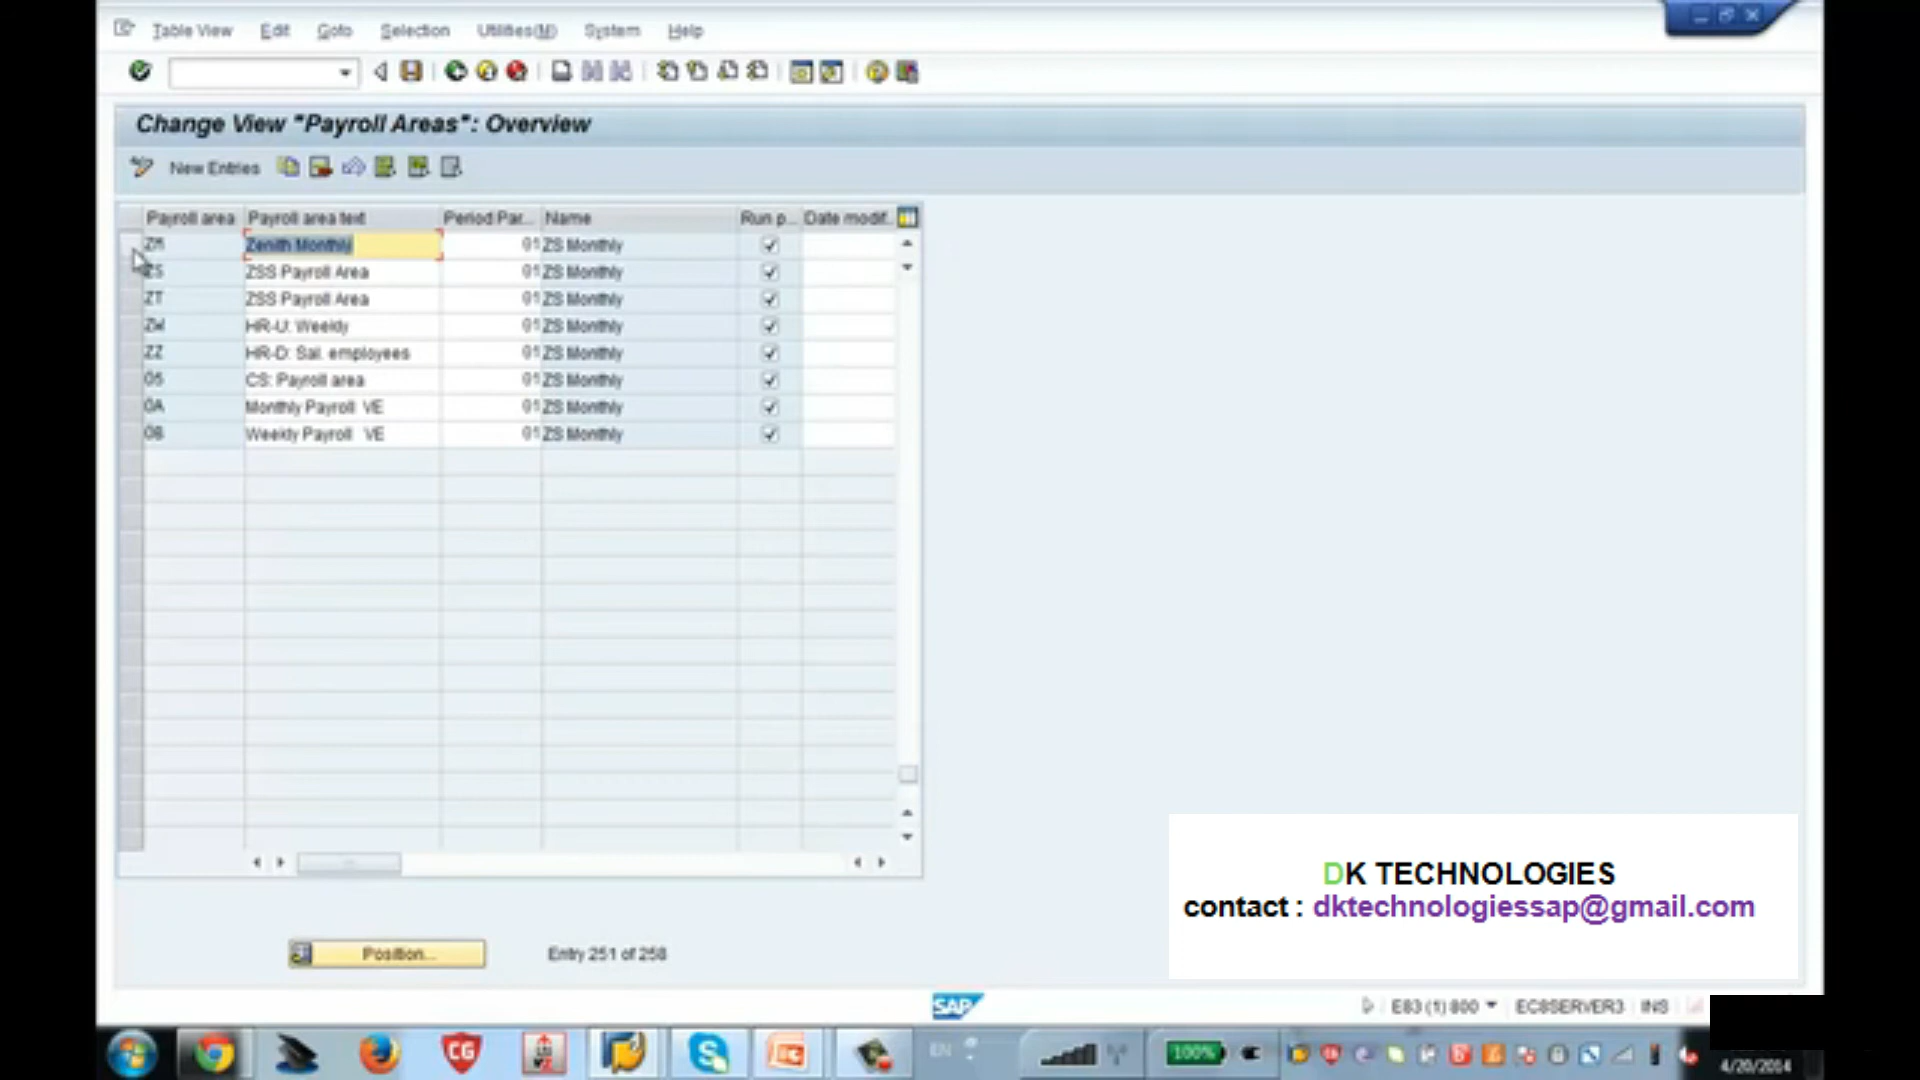 Table View Edit Goto Selection Utilities(M) System Help
Change View "Payroll Areas": Overview
New Entries
Payroll area Payroll area text Period Par... Name Run p... Date modif..
ZM Zenith Monthly 01 ZS Monthly
ZS ZSS Payroll Area 01 ZS Monthly
ZT ZSS Payroll Area 01 ZS Monthly
ZW HR-U: Weekly 01 ZS Monthly
ZZ HR-D: Sal. employees 01 ZS Monthly
05 CS: Payroll area 01 ZS Monthly
0A Monthly Payroll VE 01 ZS Monthly
0B Weekly Payroll VE 01 ZS Monthly
DK TECHNOLOGIES
contact : dktechnologiessap@gmail.com
Position... Entry 251 of 258
SAP E83 (1) 800 EC8SERVER3 INS
CG EN 100%
4/20/2014